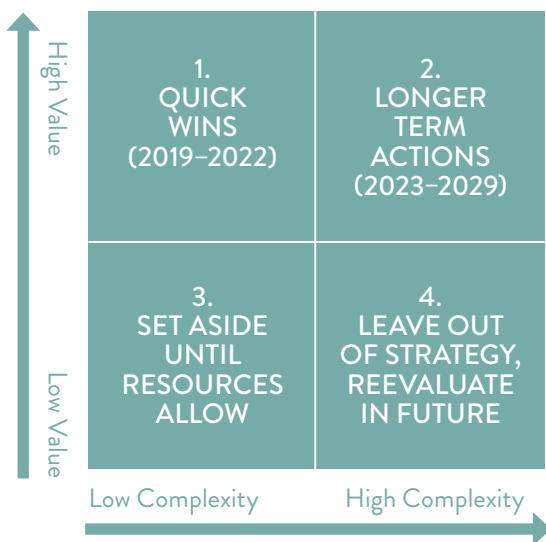 High Value
1.
QUICK
WINS
(2019–2022)
2.
LONGER
TERM
ACTIONS
(2023–2029)
Low Value
3.
SET ASIDE
UNTIL
RESOURCES
ALLOW
4.
LEAVE OUT
OF STRATEGY,
REEVALUATE
IN FUTURE
Low Complexity
High Complexity